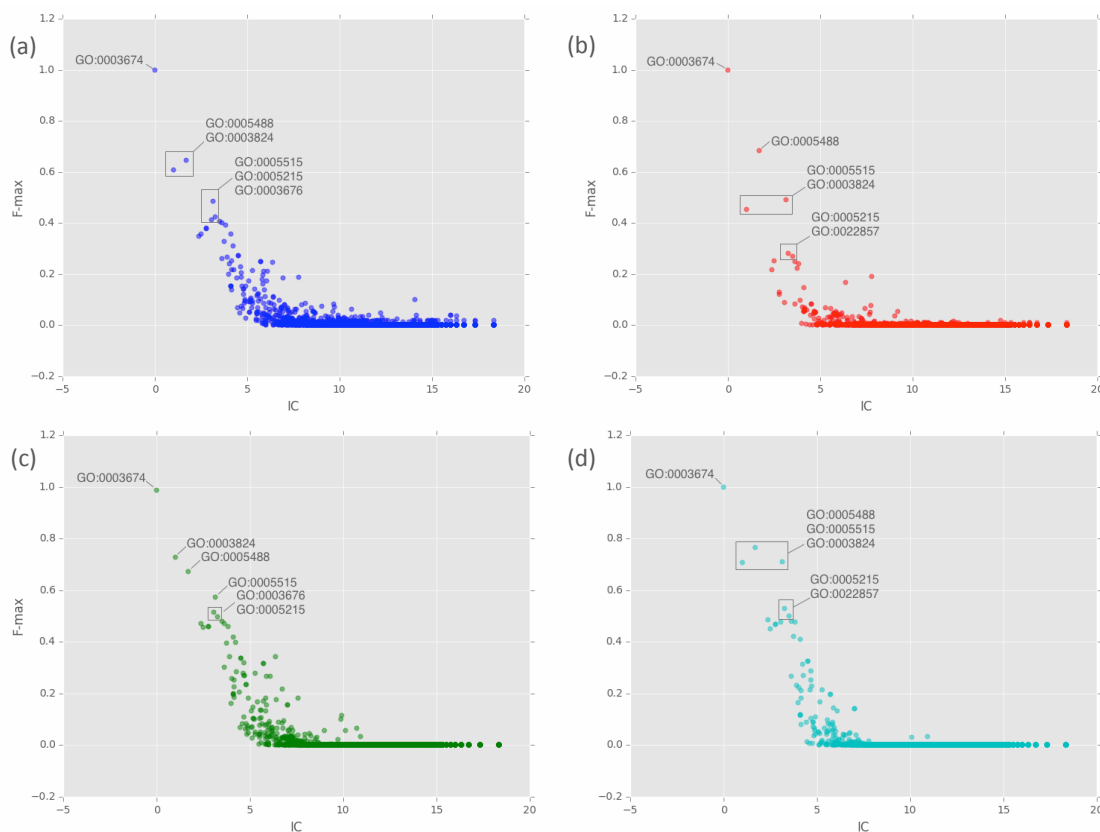 (a)
1.2
1.0
0.8
0.6
0.4
0.2
0.0
−0.2
F-max
GO:0003674
GO:0005488
GO:0003824
GO:0005515
GO:0005215
GO:0003676
−5 0 5 10 15 20
IC
(b)
1.2
1.0
0.8
0.6
0.4
0.2
0.0
−0.2
F-max
GO:0003674
GO:0005488
GO:0005515
GO:0003824
GO:0005215
GO:0022857
−5 0 5 10 15 20
IC
(c)
1.2
1.0
0.8
0.6
0.4
0.2
0.0
−0.2
F-max
GO:0003674
GO:0003824
GO:0005488
GO:0005515
GO:0003676
GO:0005215
−5 0 5 10 15 20
IC
(d)
1.2
1.0
0.8
0.6
0.4
0.2
0.0
−0.2
F-max
GO:0003674
GO:0005488
GO:0005515
GO:0003824
GO:0005215
GO:0022857
−5 0 5 10 15 20
IC